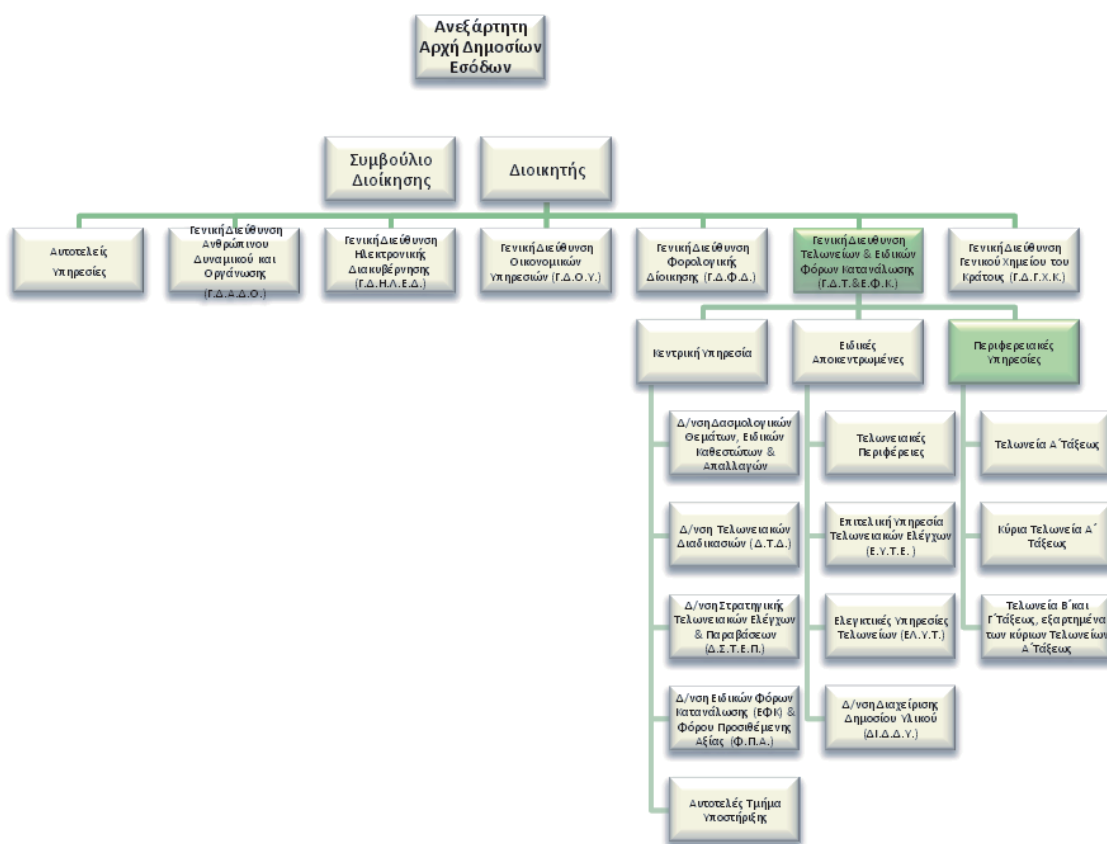 Ανεξάρτητη
Αρχή Δημοσίων
Εσόδων
Συμβούλιο
Διοίκησης
Διοικητής
Αυτοτελείς
Υπηρεσίες
Γενική Διεύθυνση
Ανθρώπινου
Δυναμικού και
Οργάνωσης
(Γ.Δ.Α.Δ.Ο.)
Γενική Διεύθυνση
Ηλεκτρονικής
Διακυβέρνησης
(Γ.Δ.Η.Λ.Ε.Δ.)
Γενική Διεύθυνση
Οικονομικών
Υπηρεσιών (Γ.Δ.Ο.Υ.)
Γενική Διεύθυνση
Φορολογικής
Δίοικησης (Γ.Δ.Φ.Δ.)
Γενική Διευθυνση
Τελωνείων & Ειδικών
Φόρων Κατανάλωσης
(Γ.Δ.Τ.&Ε.Φ.Κ.)
Γενική Διεύθυνση
Γενικού Χημείου του
Κράτους (Γ.Δ.Γ.Χ.Κ.)
Κεντρική Υπηρεσία
Ειδικές
Αποκεντρωμένες
Περιφερειακές
Υπηρεσίες
Δ/νση Δασμολογικών
Θεμάτων, Ειδικών
Καθεστώτων &
Απαλλαγών
Δ/νση Τελωνειακών
Διαδικασιών (Δ.Τ.Δ.)
Δ/νση Στρατηγικής
Τελωνειακών Ελέγχων
& Παραβάσεων
(Δ.Σ.Τ.Ε.Π.)
Δ/νση Ειδικών Φόρων
Κατανάλωσης (ΕΦΚ) &
Φόρου Προσιθέμενης
Αξίας (Φ.Π.Α.)
Αυτοτελές Τμήμα
Υποστήριξης
Τελωνειακές
Περιφέρειες
Επιτελική Υπηρεσία
Τελωνειακών Ελέγχων
(Ε.Υ.Τ.Ε. )
Ελεγκτικές Υπηρεσίες
Τελωνείων (ΕΛ.Υ.Τ.)
Δ/νση Διαχείρισης
Δημοσίου Υλικού
(ΔΙ.Δ.Δ.Υ.)
Τελωνεία Α΄Τάξεως
Κύρια Τελωνεία Α΄
Τάξεως
Τελωνεία Β΄και
Γ΄Τάξεως, εξαρτημένα
των κύριων Τελωνείων
Α΄Τάξεως